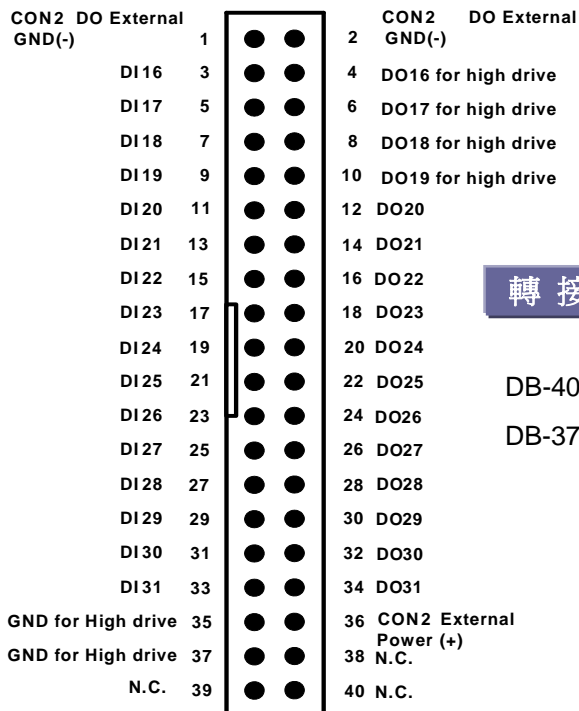 CON2 DO External GND(-) 1 2 CON2 DO External GND(-)
DI16 3 4 DO16 for high drive
DI17 5 6 DO17 for high drive
DI18 7 8 DO18 for high drive
DI19 9 10 DO19 for high drive
DI20 11 12 DO20
DI21 13 14 DO21
DI22 15 16 DO22
DI23 17 18 DO23
DI24 19 20 DO24
DI25 21 22 DO25
DI26 23 24 DO26
DI27 25 26 DO27
DI28 27 28 DO28
DI29 29 30 DO29
DI30 31 32 DO30
DI31 33 34 DO31
GND for High drive 35 36 CON2 External Power (+)
GND for High drive 37 38 N.C.
N.C. 39 40 N.C.
轉接
DB-40
DB-37